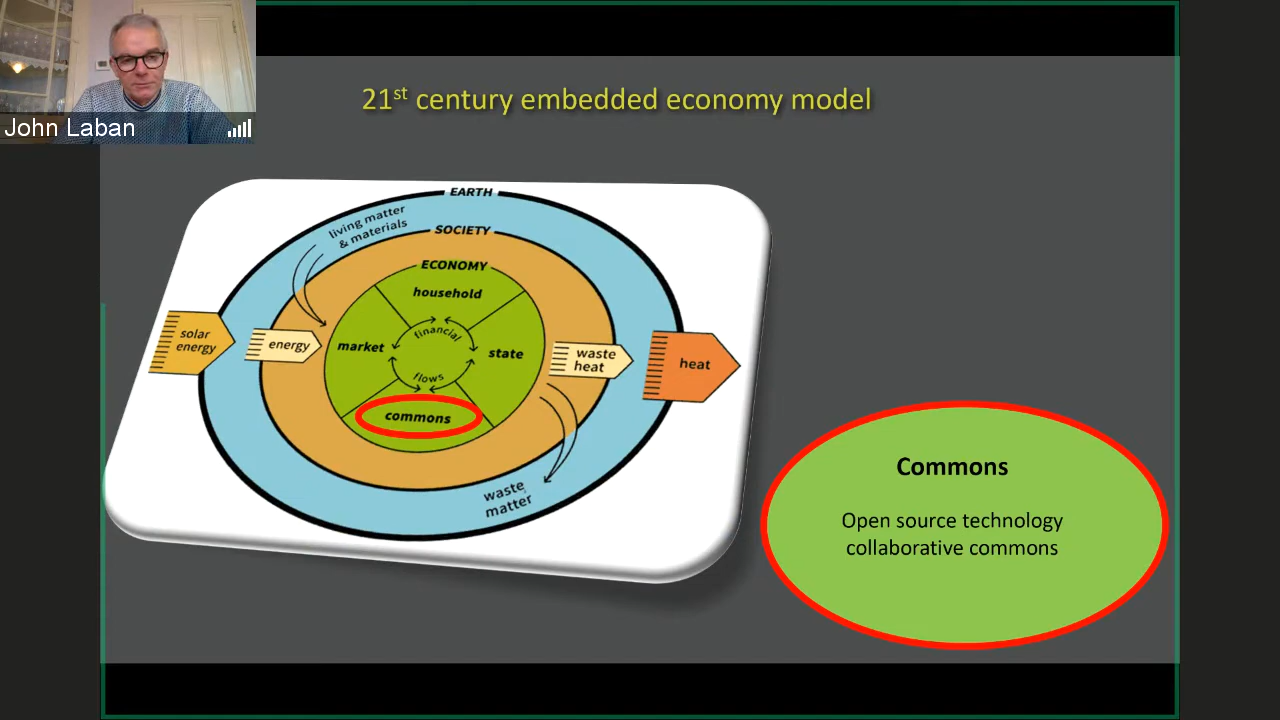 John Laban
21st century embedded economy model
EARTH
living matter
& materials
SOCIETY
ECONOMY
household
solar
energy
energy
market
financial
flows
state
waste
heat
heat
commons
waste
matter
Commons
Open source technology
collaborative commons